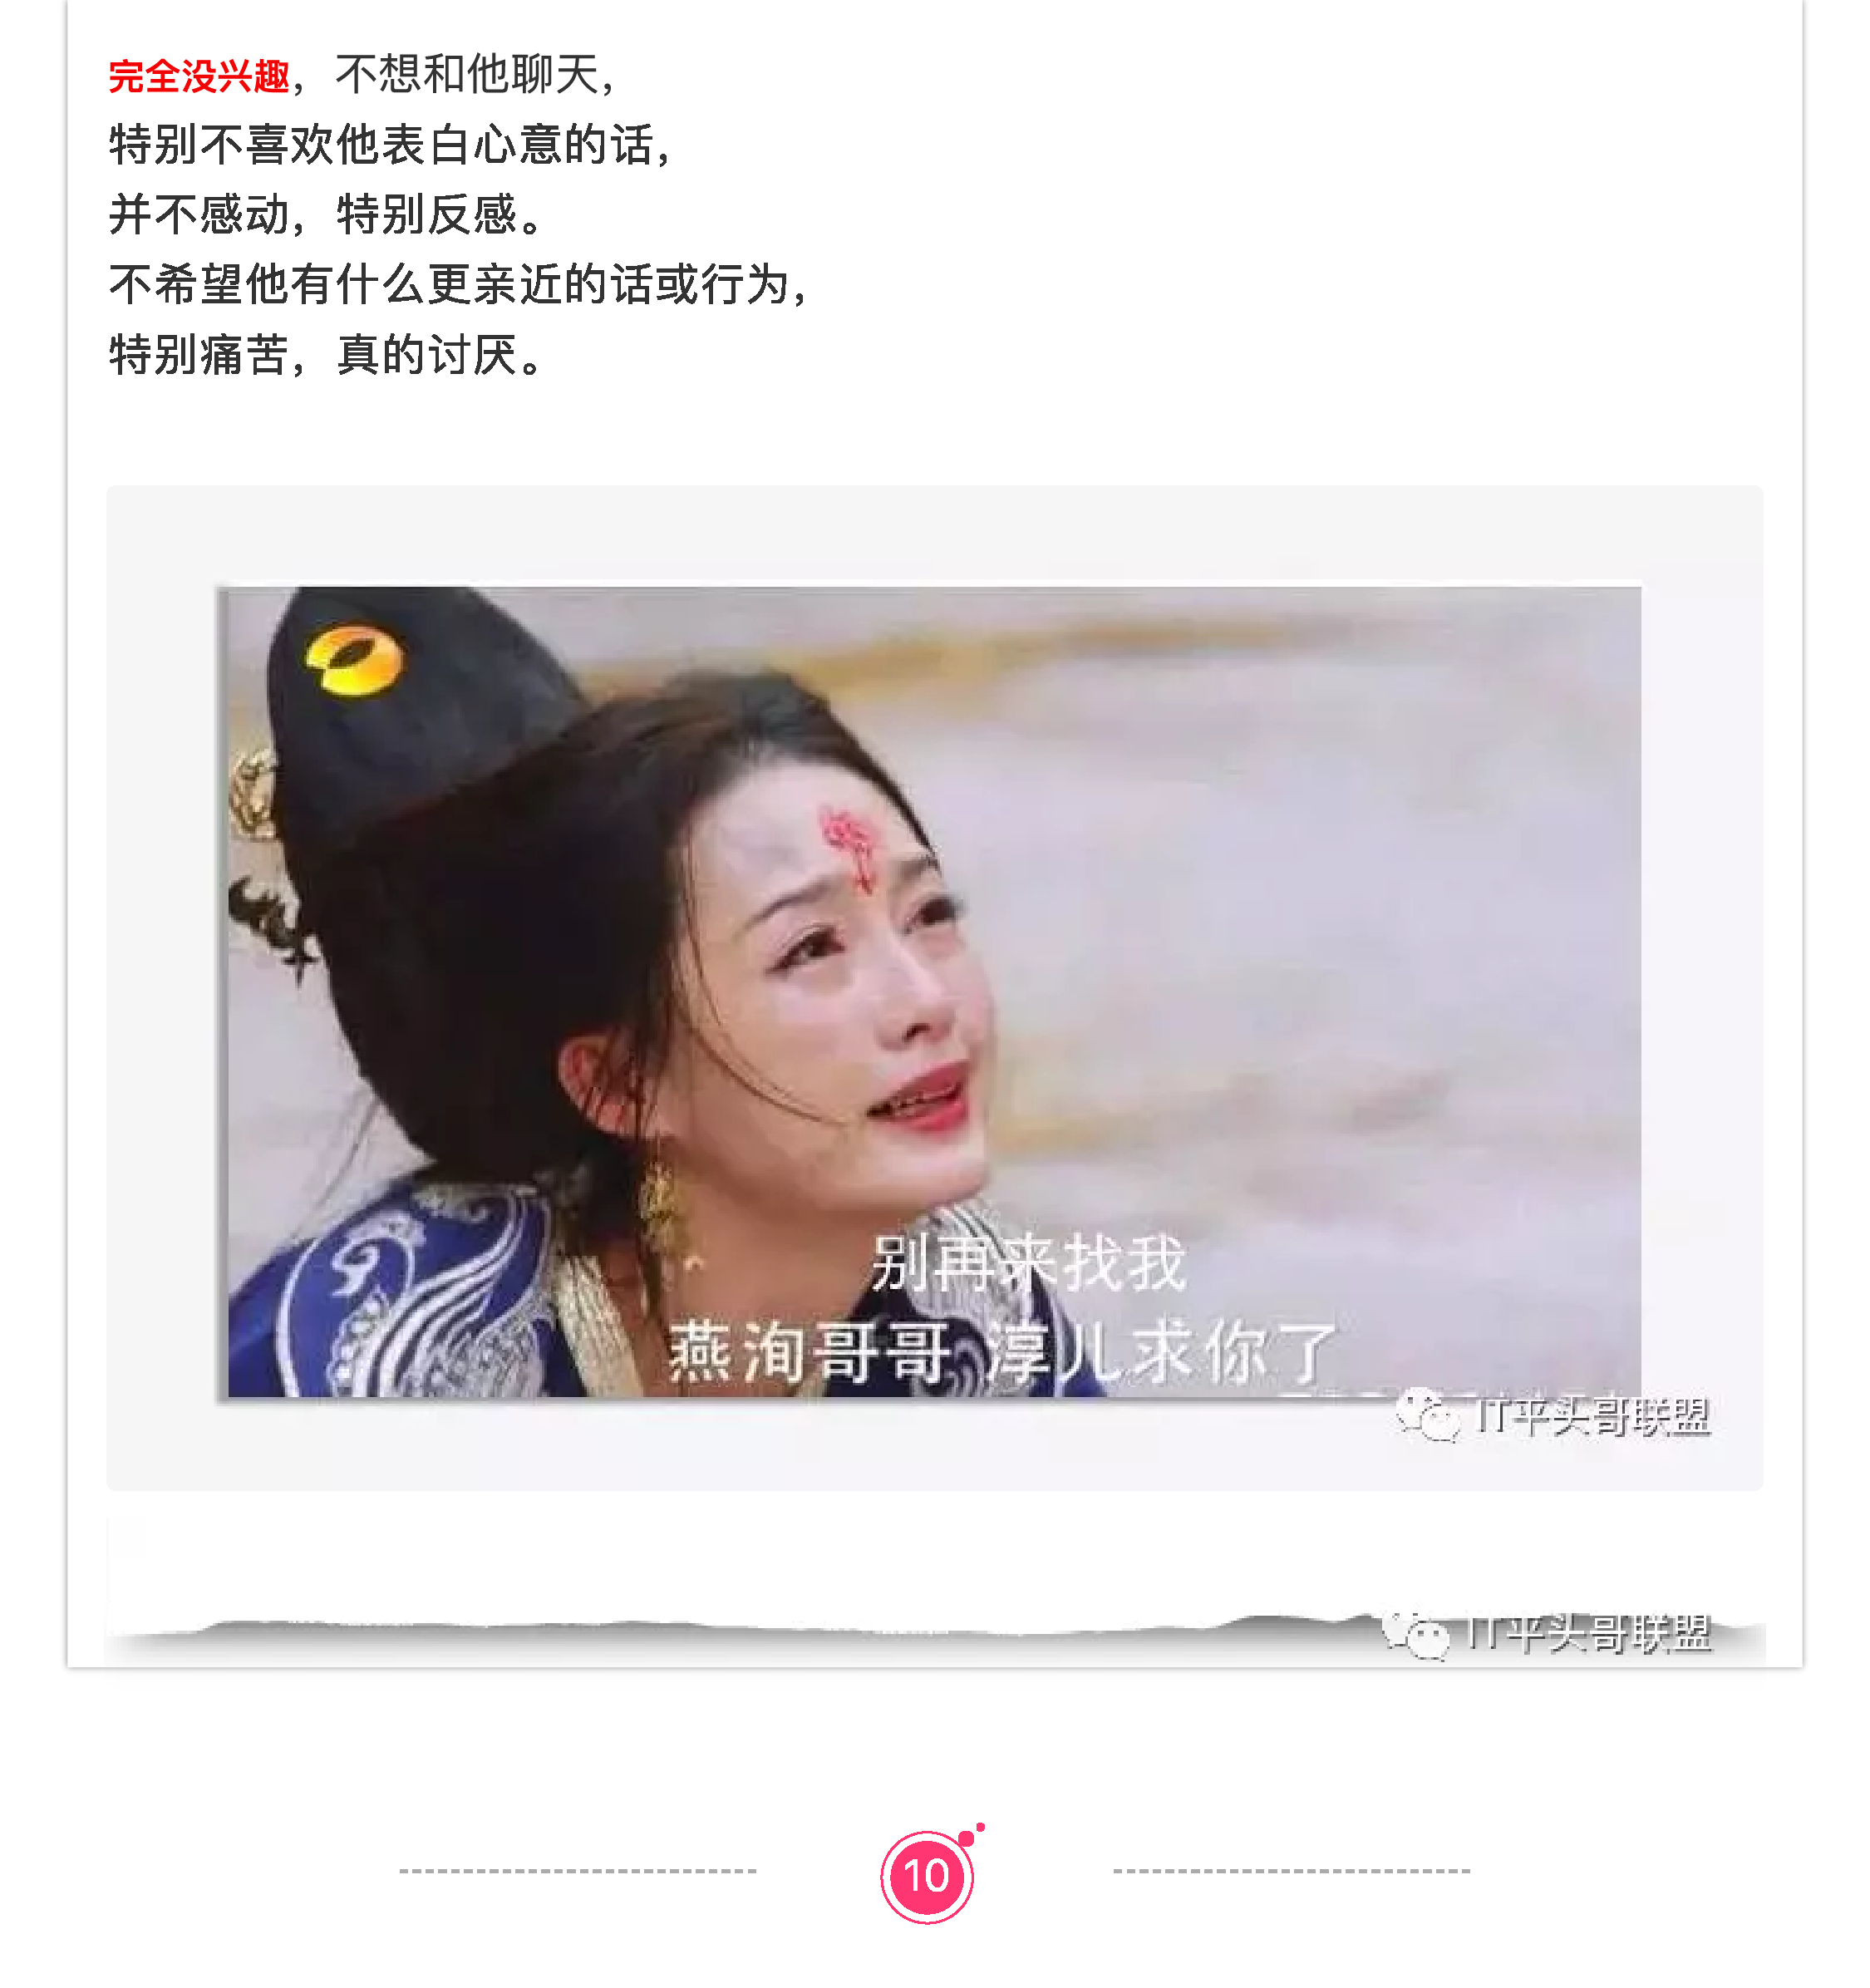 完全没兴趣，不想和他聊天，
特别不喜欢他表白心意的话，
并不感动，特别反感。
不希望他有什么更亲近的话或行为，
特别痛苦，真的讨厌。
别再来找我
燕洵哥哥 淳儿求你了
IT平头哥联盟
IT平头哥联盟
10